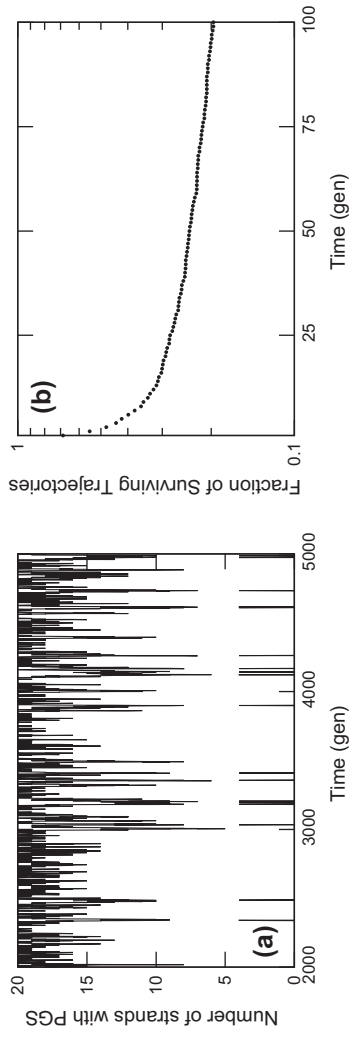 20
15
10
5
0
2000
3000
4000
5000
Number of strands with PGS
Time (gen)
(a)
1
0.1
25
50
75
100
Fraction of Surviving Trajectories
Time (gen)
(b)